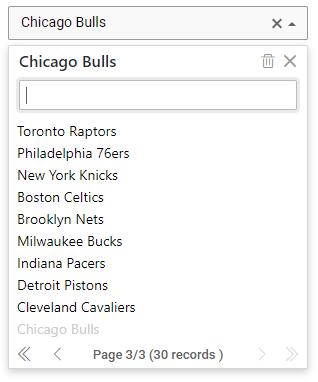 Chicago Bulls
Chicago Bulls
Toronto Raptors
Philadelphia 76ers
New York Knicks
Boston Celtics
Brooklyn Nets
Milwaukee Bucks
Indiana Pacers
Detroit Pistons
Cleveland Cavaliers
Chicago Bulls
Page 3/3 (30 records )